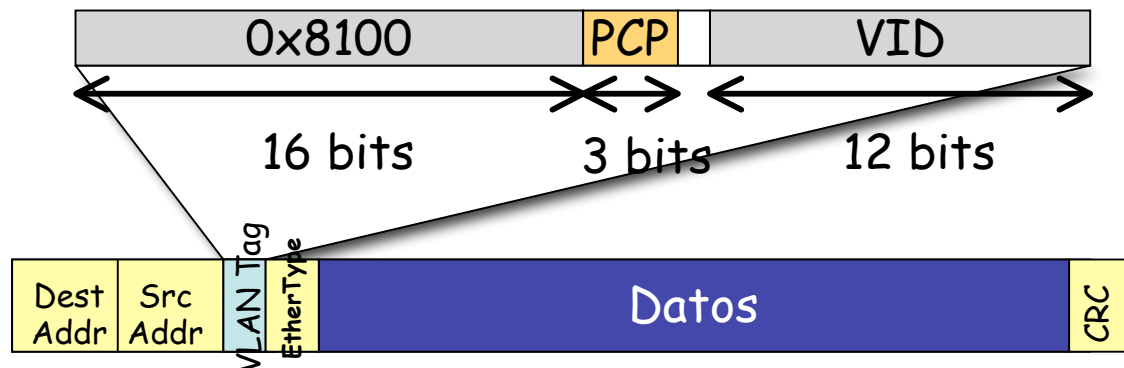 0x8100 PCP VID
16 bits 3 bits 12 bits
Dest
Addr
Src
Addr
VLAN Tag
EtherType
Datos
CRC